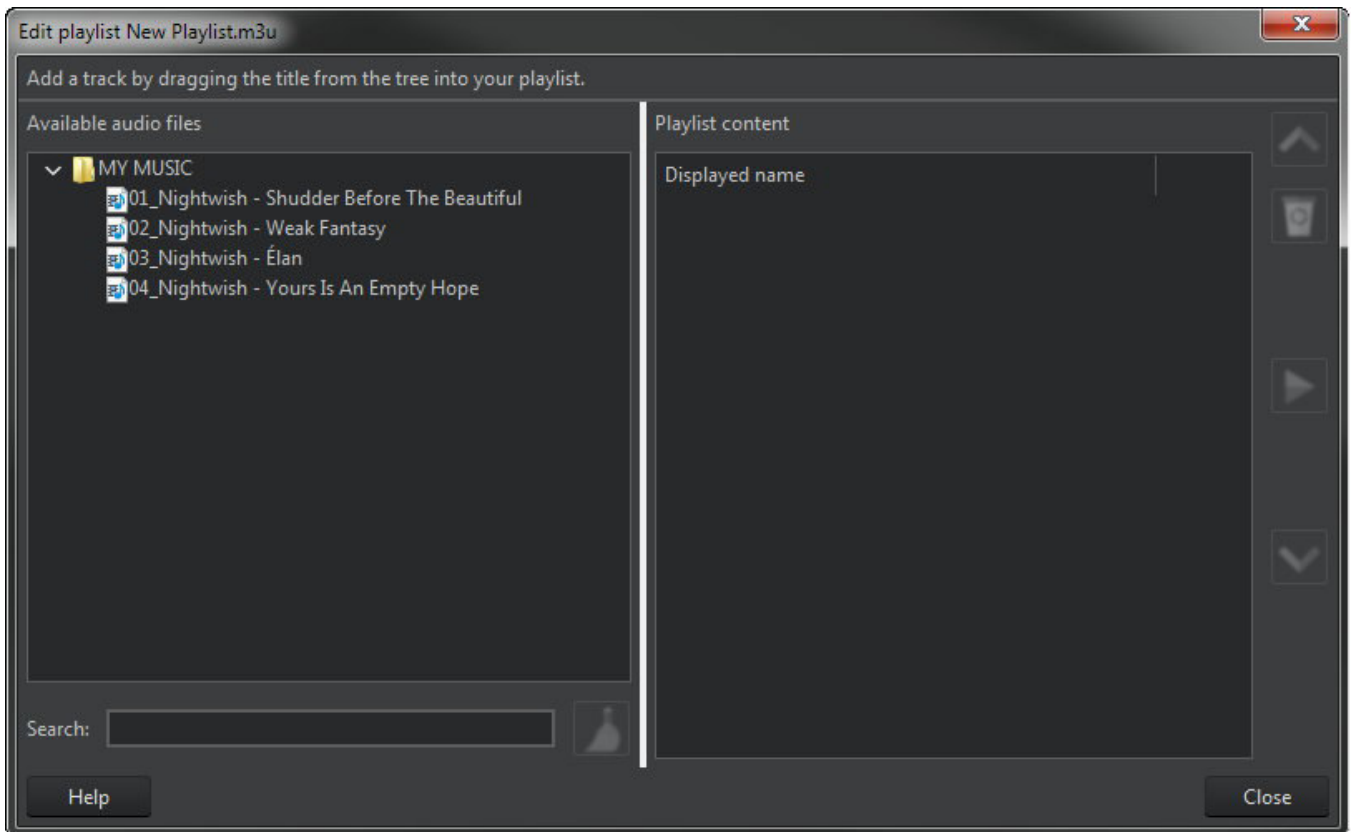 Edit playlist New Playlist.m3u
Add a track by dragging the title from the tree into your playlist.
Available audio files
MY MUSIC
01_Nightwish - Shudder Before The Beautiful
02_Nightwish - Weak Fantasy
03_Nightwish - Élan
04_Nightwish - Yours Is An Empty Hope
Search:
Help
Playlist content
Displayed name
Close